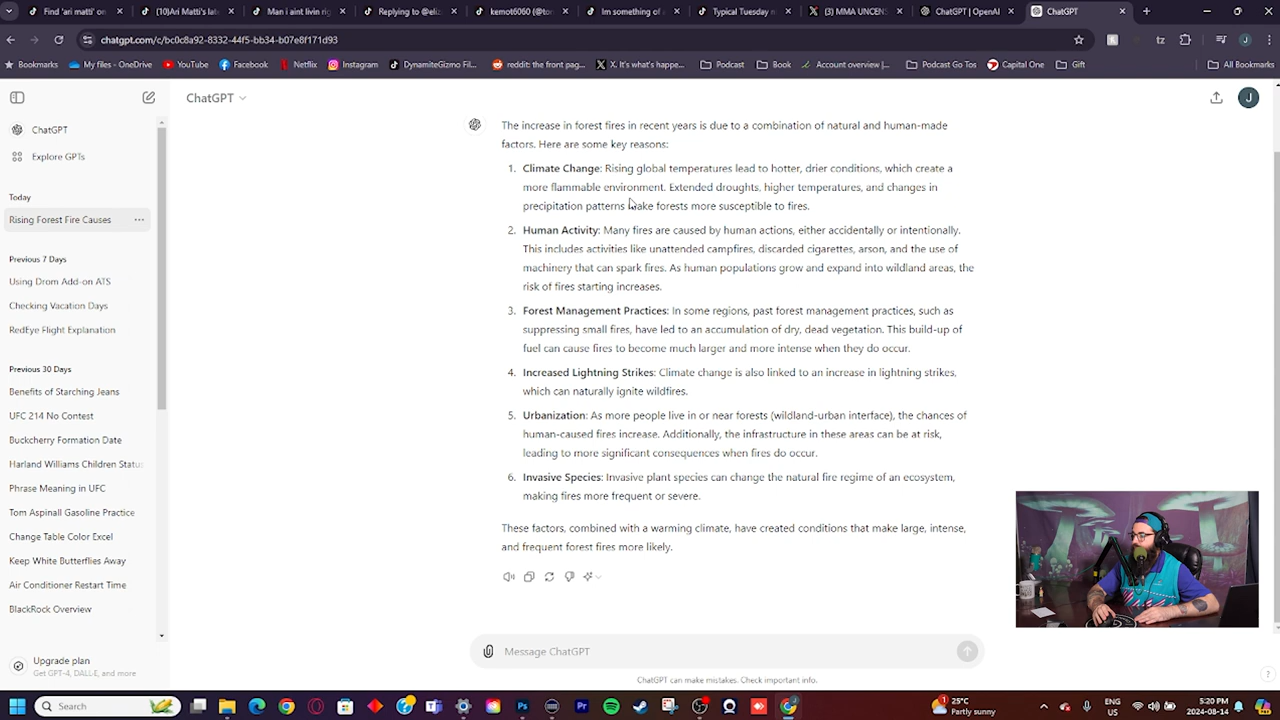 Find 'ari matti' on
(10)Ari Matti's late
Man i aint livin rig
Replying to @eliz
kemot6060 (@tow
Im something of a
Typical Tuesday n
(3) MMA UNCENS
ChatGPT | OpenAI
ChatGPT
chatgpt.com/c/bc0c8a92-8332-44f5-bb34-b07e8f171d93
Bookmarks
My files - OneDrive
YouTube
Facebook
Netflix
Instagram
DynamiteGizmo Fil...
reddit: the front pag...
X. It's what's happe...
Podcast
Book
Account overview |...
Podcast Go Tos
Capital One
Gift
All Bookmarks
ChatGPT
J
ChatGPT
Explore GPTs
Today
Rising Forest Fire Causes
Previous 7 Days
Using Drom Add-on ATS
Checking Vacation Days
RedEye Flight Explanation
Previous 30 Days
Benefits of Starching Jeans
UFC 214 No Contest
Buckcherry Formation Date
Harland Williams Children Status
Phrase Meaning in UFC
Tom Aspinall Gasoline Practice
Change Table Color Excel
Keep White Butterflies Away
Air Conditioner Restart Time
BlackRock Overview
Upgrade plan
Get GPT-4, DALL·E, and more
The increase in forest fires in recent years is due to a combination of natural and human-made
factors. Here are some key reasons:
1. Climate Change: Rising global temperatures lead to hotter, drier conditions, which create a
more flammable environment. Extended droughts, higher temperatures, and changes in
precipitation patterns make forests more susceptible to fires.
2. Human Activity: Many fires are caused by human actions, either accidentally or intentionally.
This includes activities like unattended campfires, discarded cigarettes, arson, and the use of
machinery that can spark fires. As human populations grow and expand into wildland areas, the
risk of fires starting increases.
3. Forest Management Practices: In some regions, past forest management practices, such as
suppressing small fires, have led to an accumulation of dry, dead vegetation. This build-up of
fuel can cause fires to become much larger and more intense when they do occur.
4. Increased Lightning Strikes: Climate change is also linked to an increase in lightning strikes,
which can naturally ignite wildfires.
5. Urbanization: As more people live in or near forests (wildland-urban interface), the chances of
human-caused fires increase. Additionally, the infrastructure in these areas can be at risk,
leading to more significant consequences when fires do occur.
6. Invasive Species: Invasive plant species can change the natural fire regime of an ecosystem,
making fires more frequent or severe.
These factors, combined with a warming climate, have created conditions that make large, intense,
and frequent forest fires more likely.
Message ChatGPT
ChatGPT can make mistakes. Check important info.
?
Search
25°C
Partly sunny
ENG
US
5:20 PM
2024-08-14